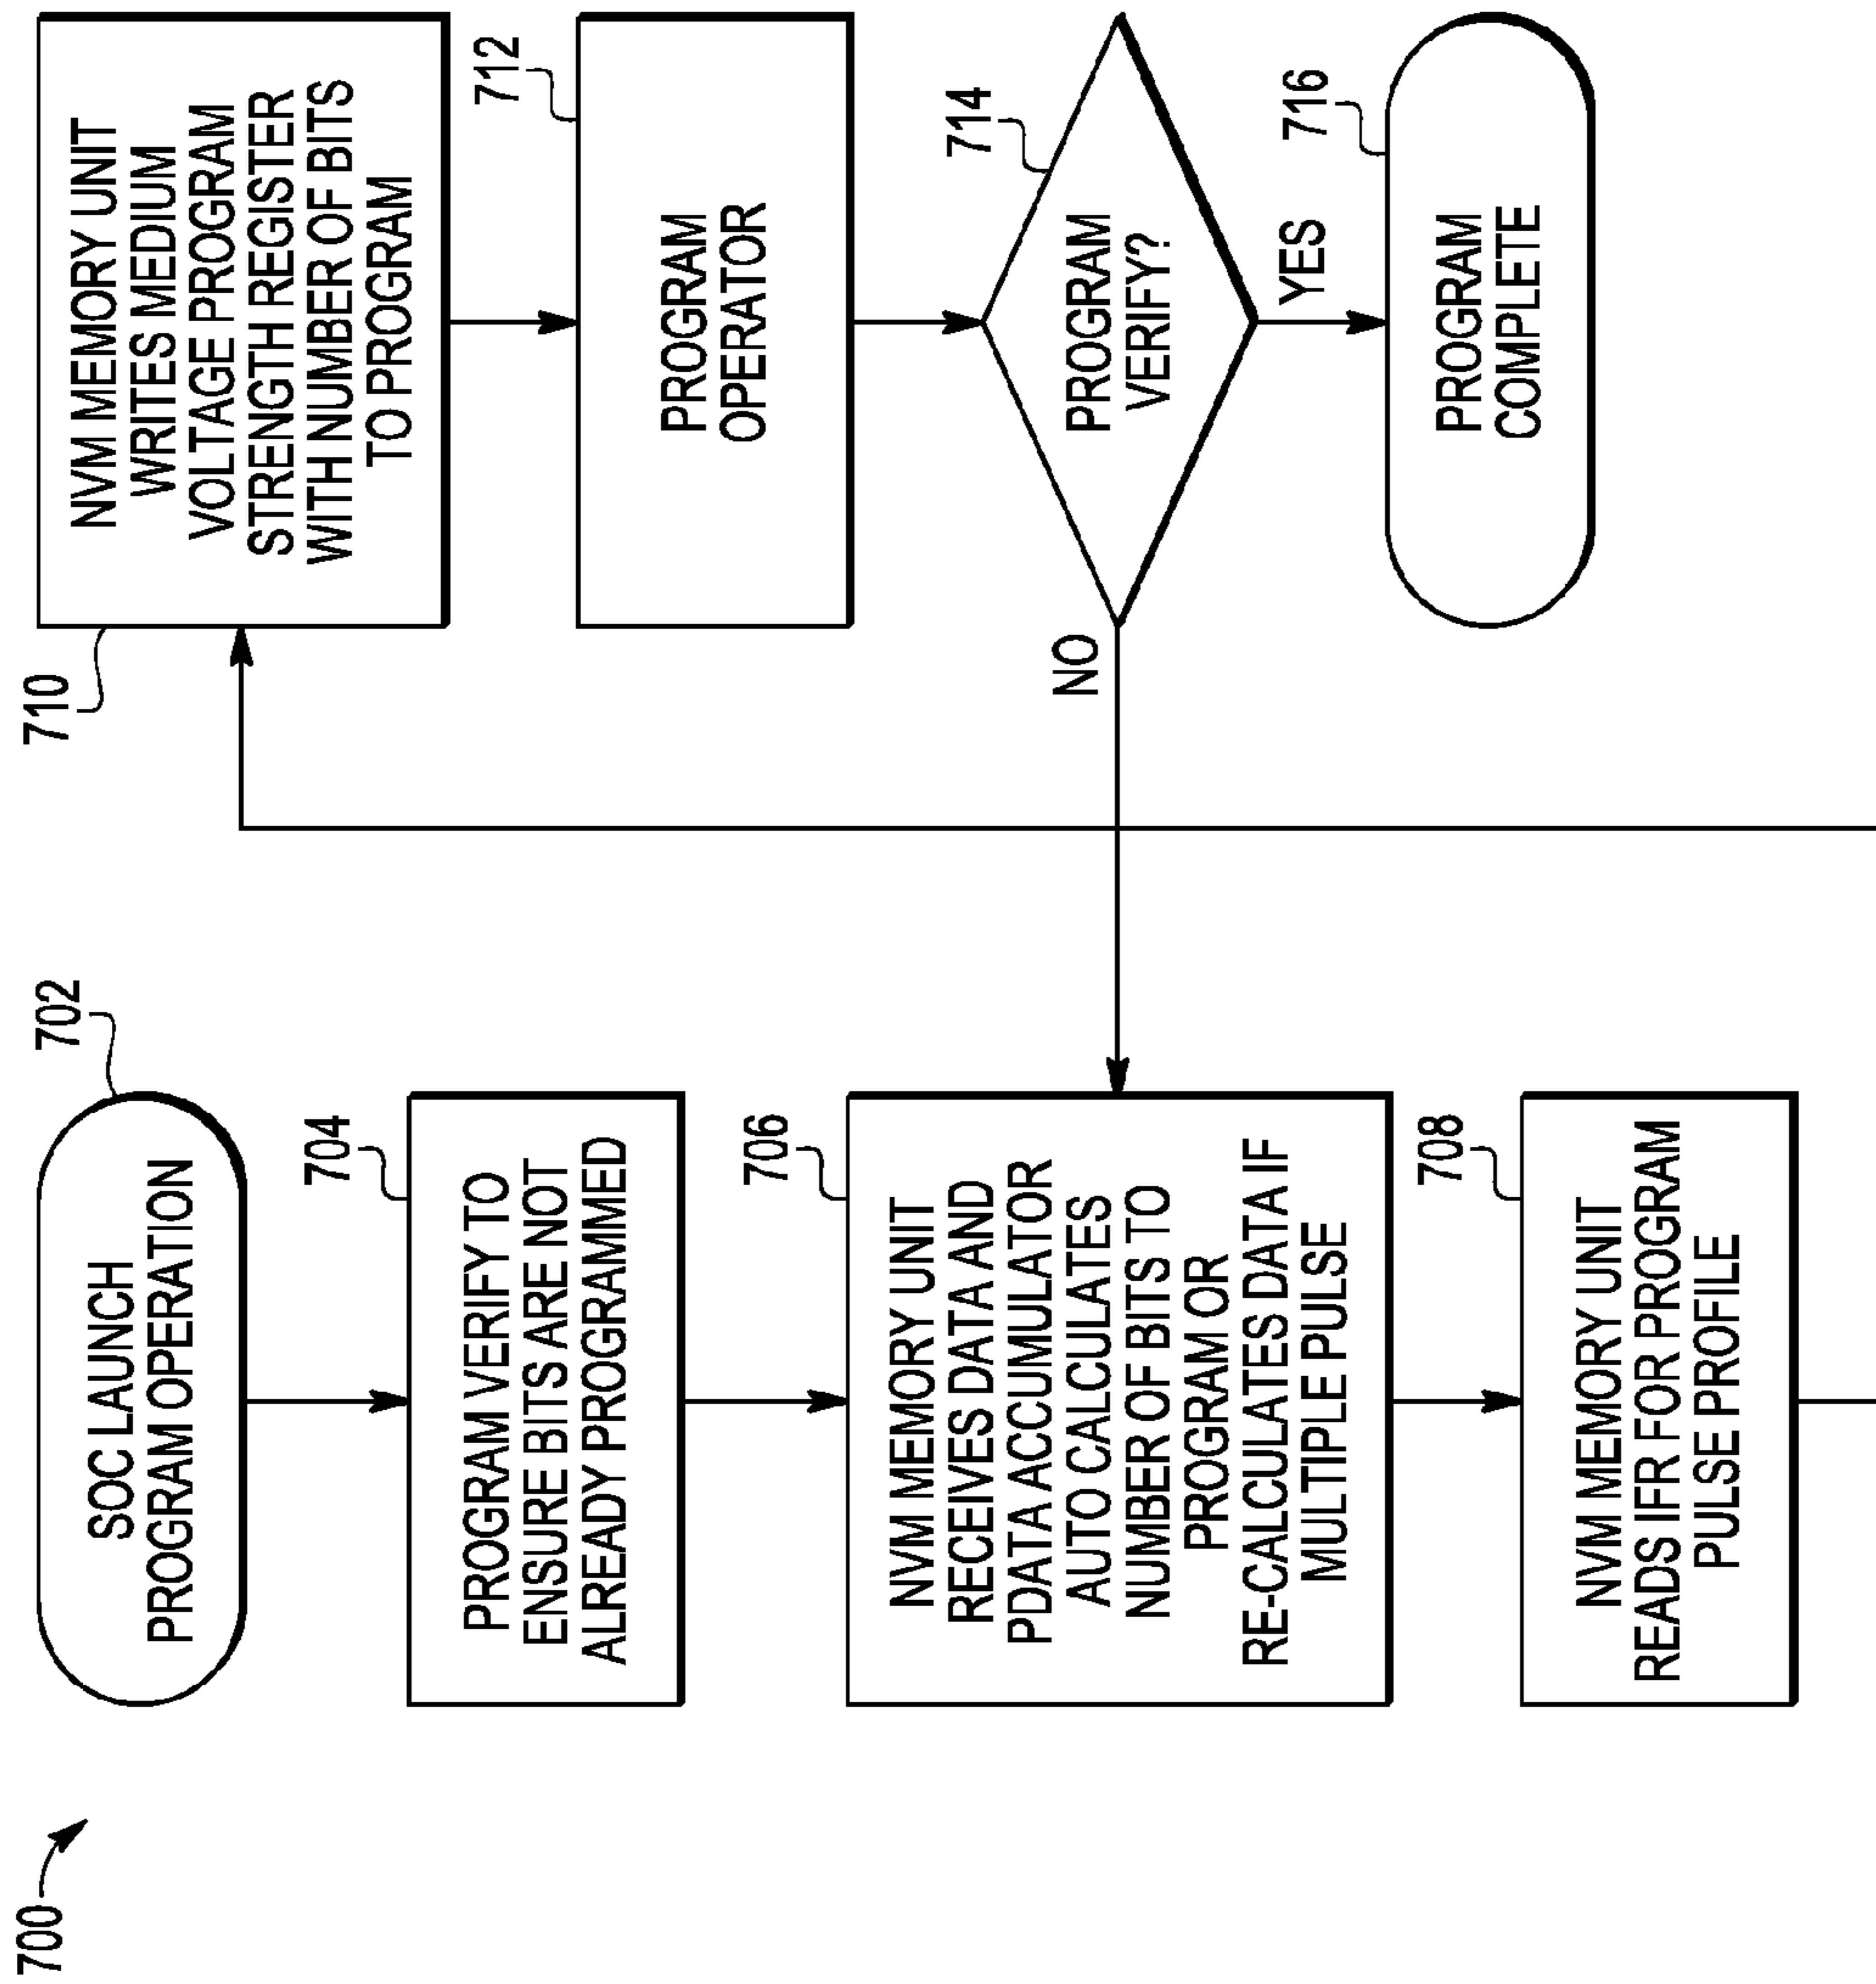 700
702
SOC LAUNCH
PROGRAM OPERATION
704
PROGRAM VERIFY TO
ENSURE BITS ARE NOT
ALREADY PROGRAMMED
706
NVM MEMORY UNIT
RECEIVES DATA AND
PDATA ACCUMULATOR
AUTO CALCULATES
NUMBER OF BITS TO
PROGRAM OR
RE-CALCULATES DATA IF
MULTIPLE PULSE
708
NVM MEMORY UNIT
READS IFR FOR PROGRAM
PULSE PROFILE
710
NVM MEMORY UNIT
WRITES MEDIUM
VOLTAGE PROGRAM
STRENGTH REGISTER
WITH NUMBER OF BITS
TO PROGRAM
712
PROGRAM
OPERATOR
714
PROGRAM
VERIFY?
NO
YES
716
PROGRAM
COMPLETE